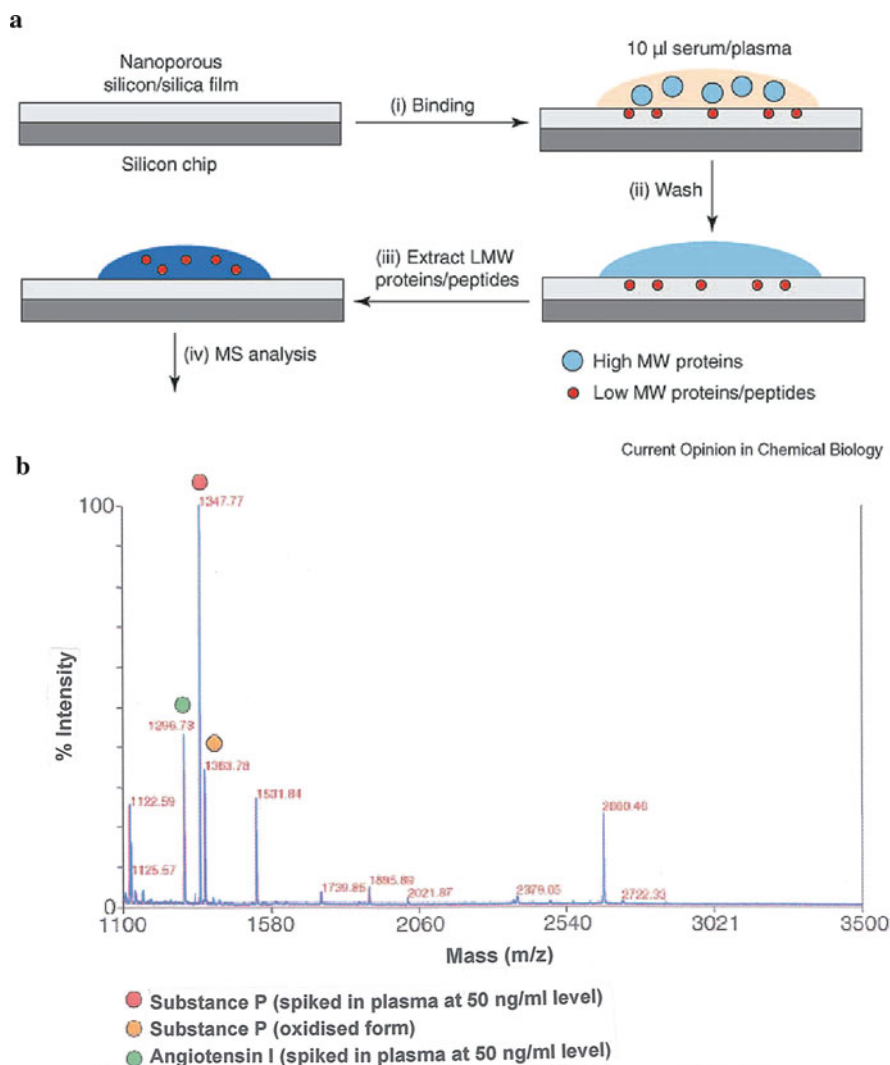 a
Nanoporous
silicon/silica film
Silicon chip
(i) Binding
10 µl serum/plasma
(ii) Wash
(iii) Extract LMW
proteins/peptides
(iv) MS analysis
High MW proteins
Low MW proteins/peptides
Current Opinion in Chemical Biology
b
100
0
% Intensity
1347.77
1296.73
1363.78
1122.59
1125.57
1531.84
1739.85
1895.89
2021.87
2379.05
2660.46
2722.33
1100
1580
2060
2540
3021
3500
Mass (m/z)
Substance P (spiked in plasma at 50 ng/ml level)
Substance P (oxidised form)
Angiotensin I (spiked in plasma at 50 ng/ml level)